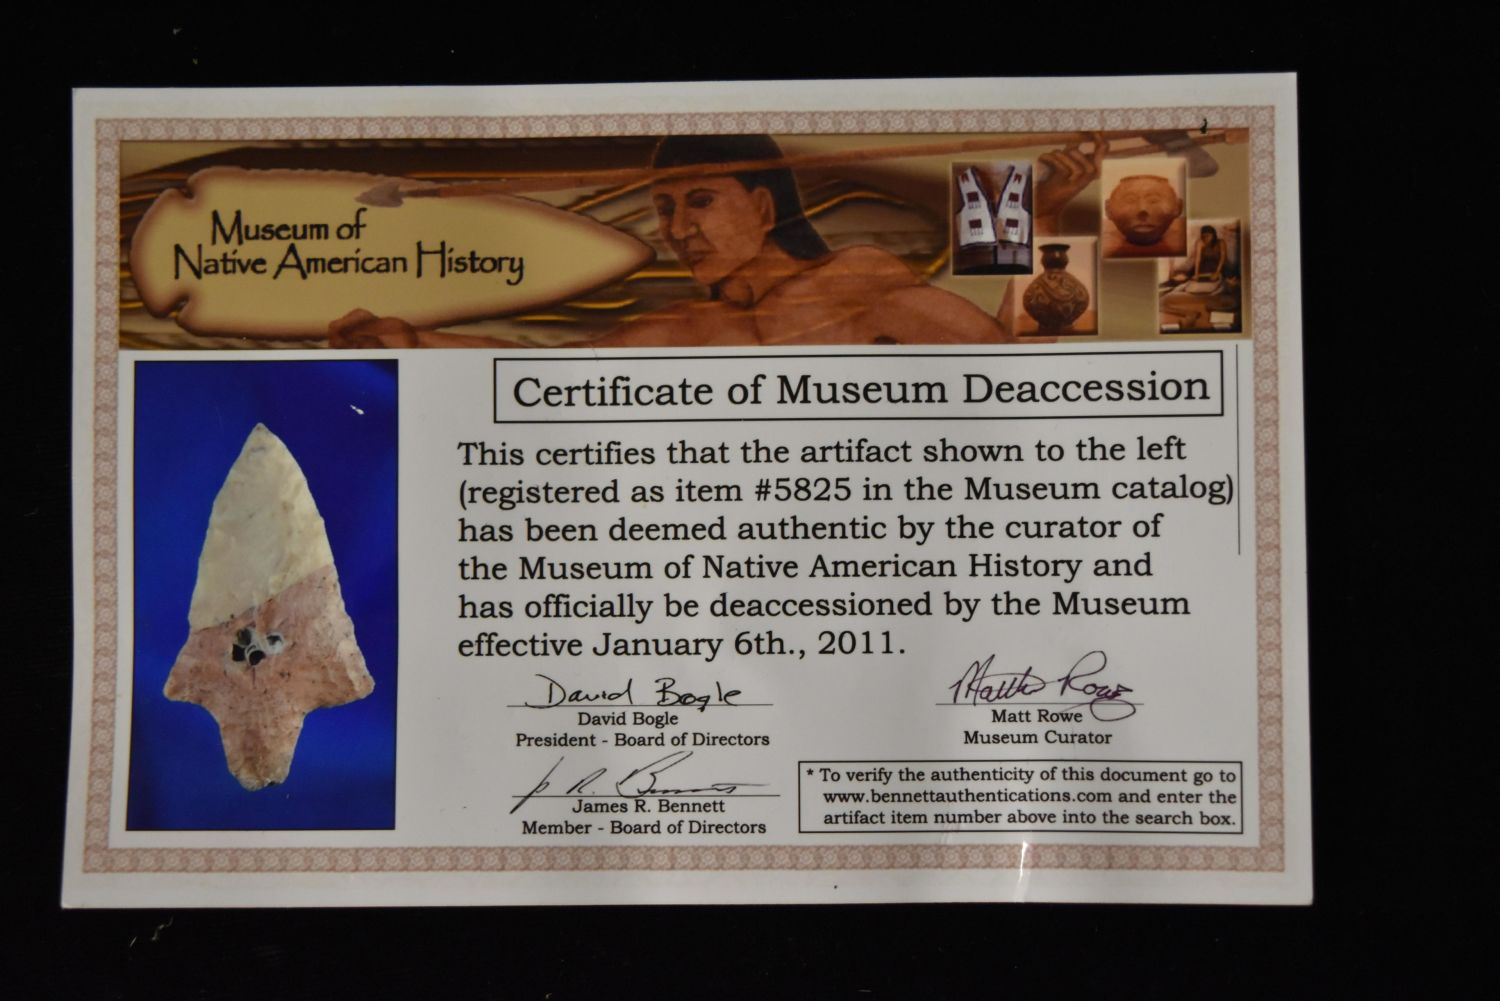 Museum of
Native American History
Certificate of Museum Deaccession
This certifies that the artifact shown to the left
(registered as item #5825 in the Museum catalog)
has been deemed authentic by the curator of
the Museum of Native American History and
has officially be deaccessioned by the Museum
effective January 6th., 2011.
David Bogle
David Bogle
President - Board of Directors
Matt Rowe
Matt Rowe
Museum Curator
J. R. Bennett
James R. Bennett
Member - Board of Directors
* To verify the authenticity of this document go to
www.bennettauthentications.com and enter the
artifact item number above into the search box.